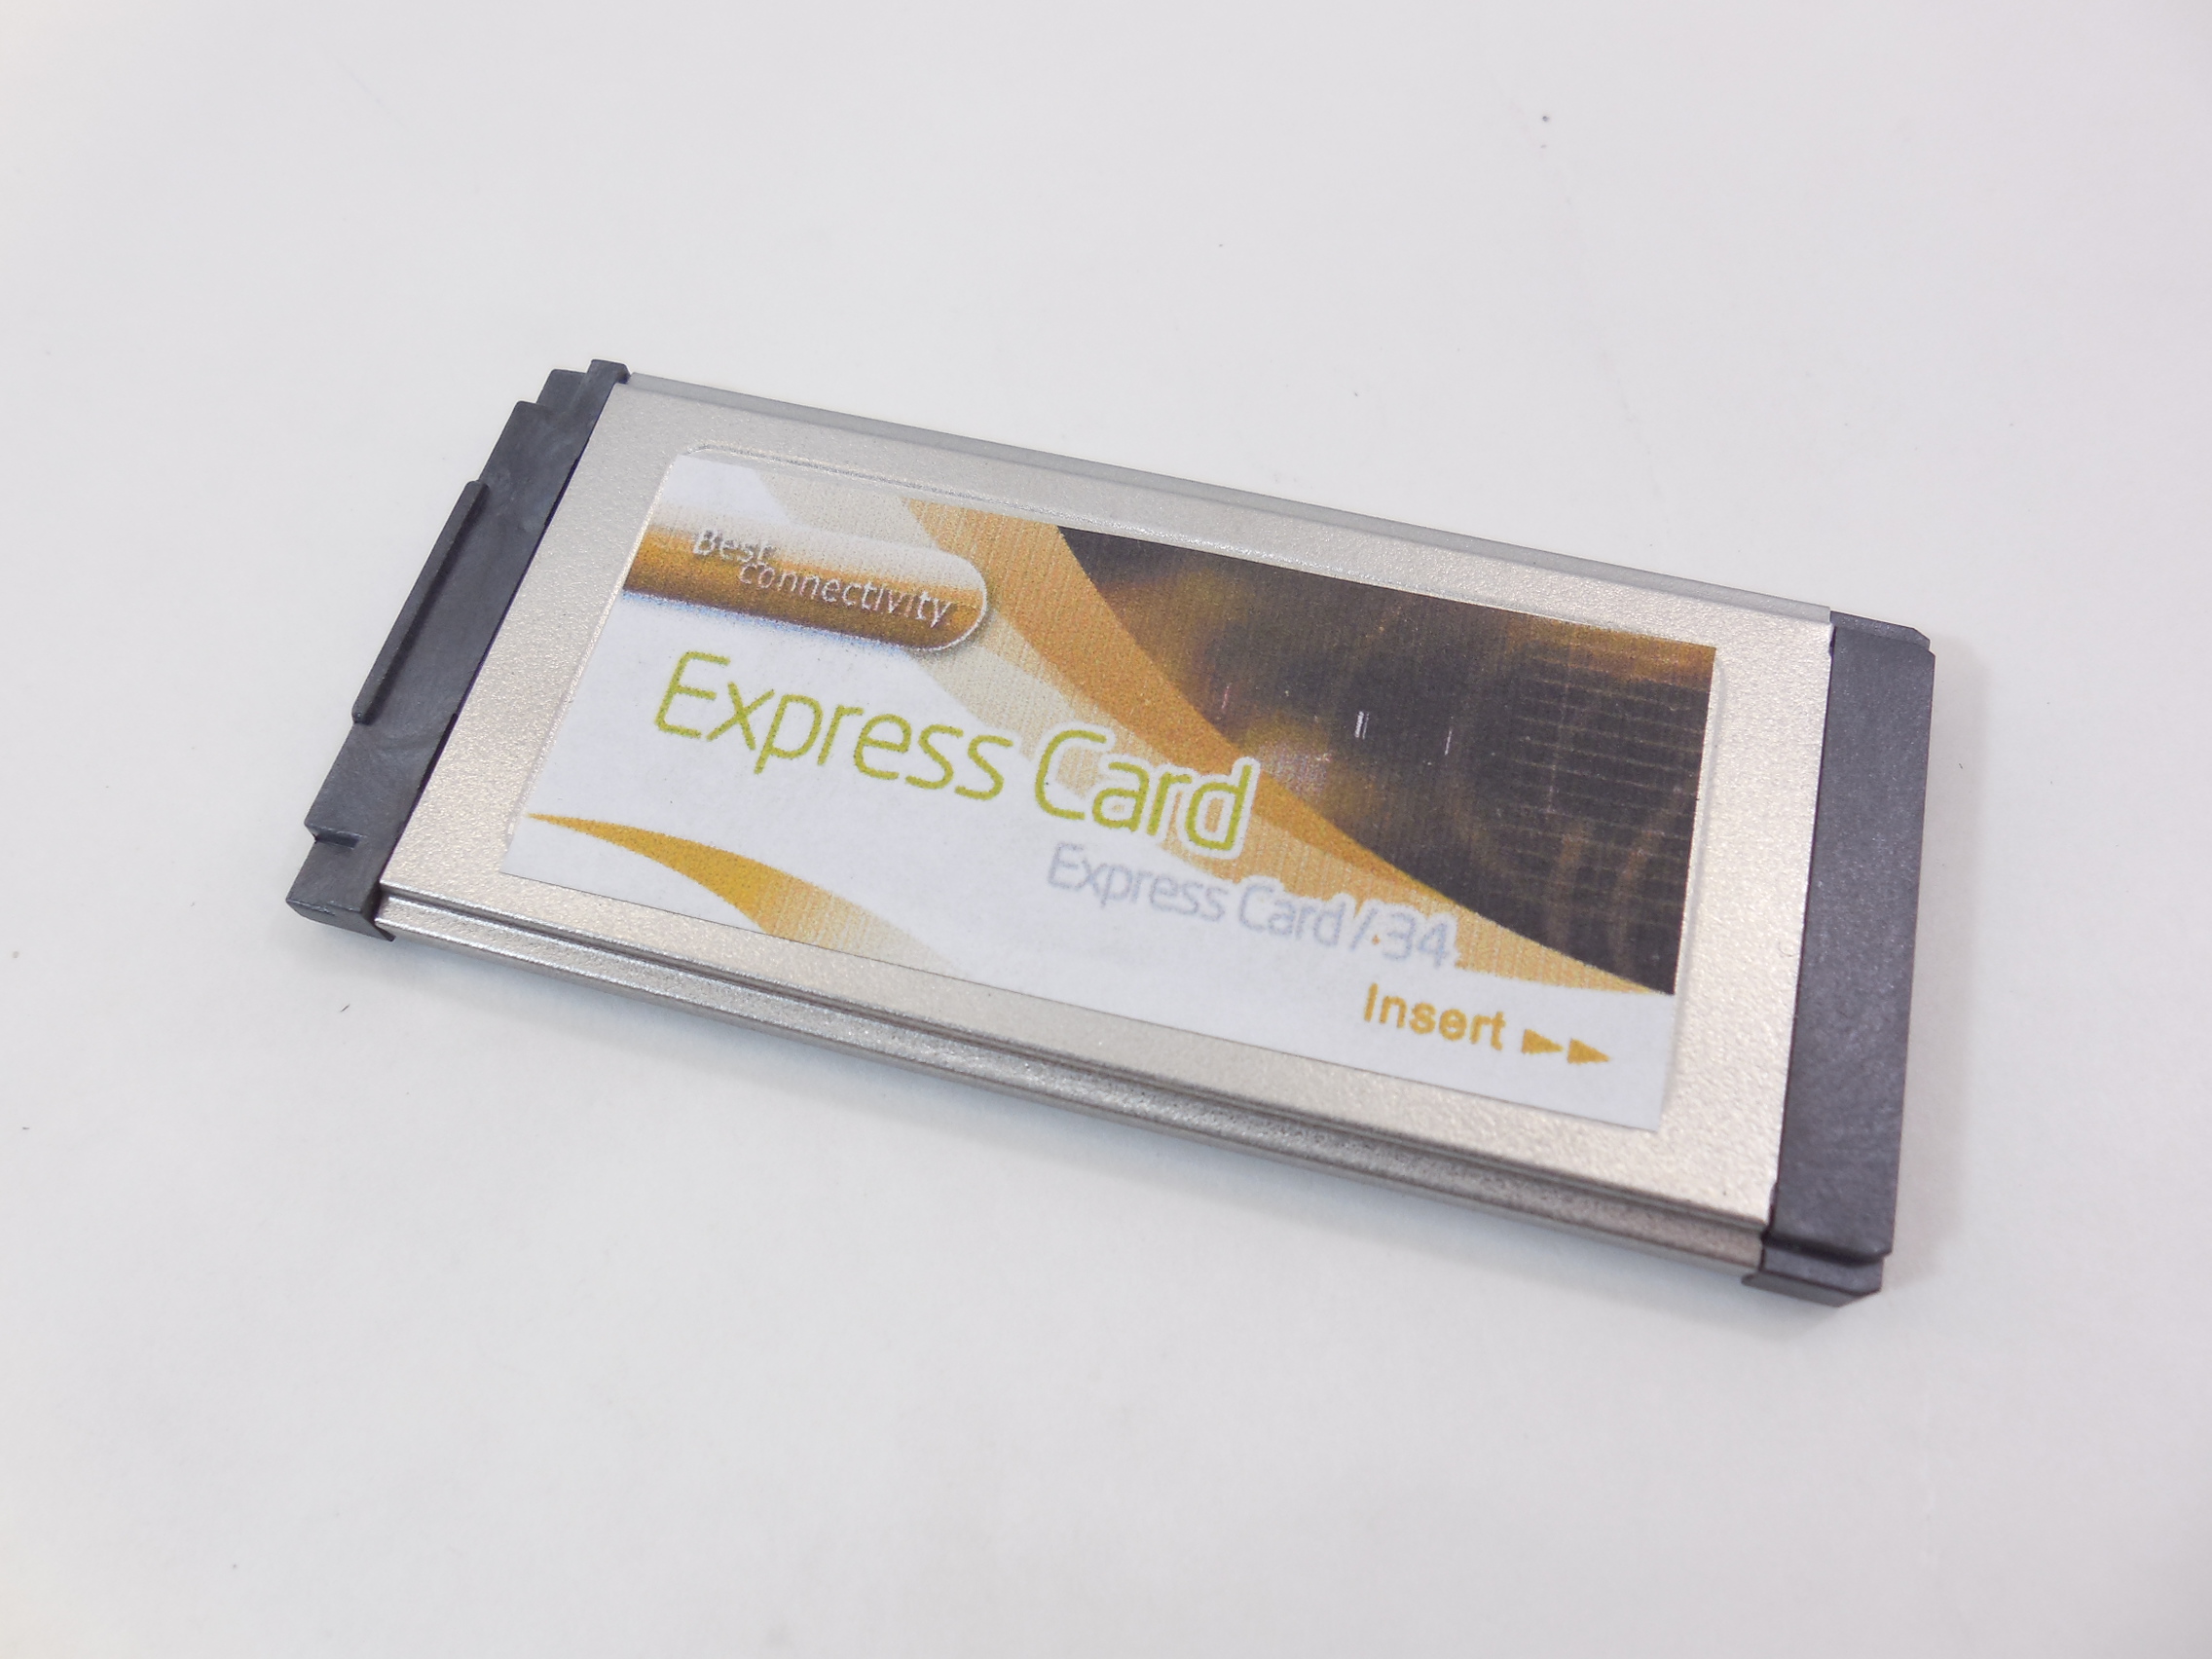 Best
connectivity
Express Card
Express Card / 34
Insert ►►